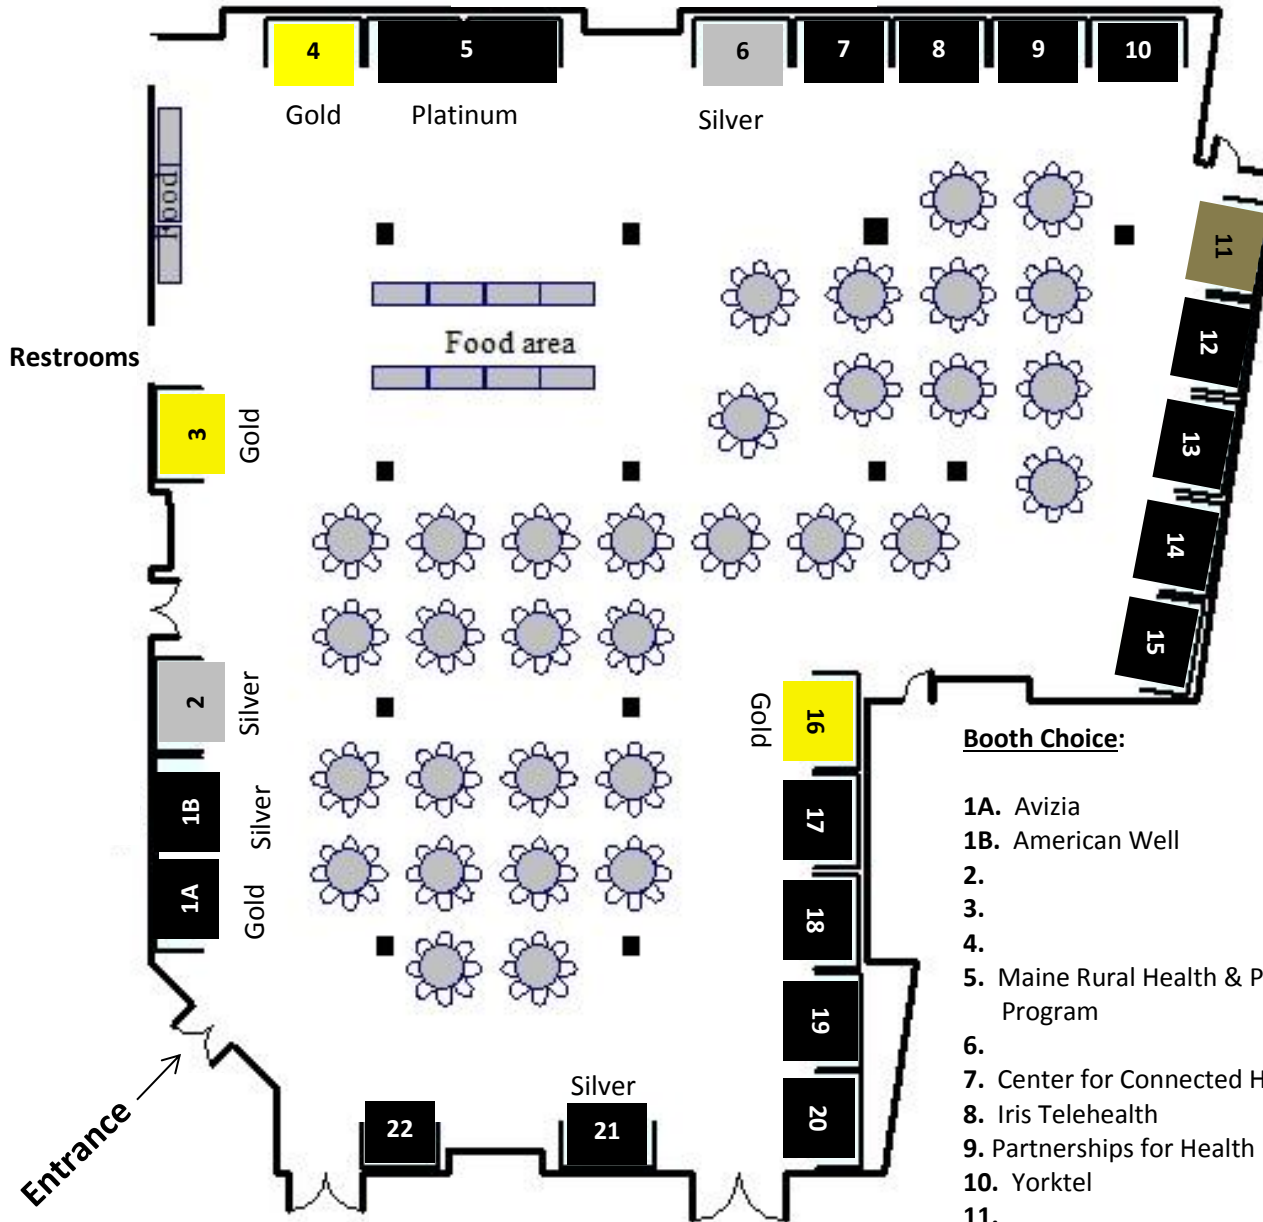 4
5
6
7
8
9
10
Gold
Platinum
Silver
Food
11
12
13
14
15
Food area
Restrooms
3
Gold
2
Silver
1B
Silver
1A
Gold
Gold
16
17
18
19
20
Entrance
Silver
22
21
Booth Choice:
1A. Avizia
1B. American Well
2.
3.
4.
5. Maine Rural Health & P
Program
6.
7. Center for Connected H
8. Iris Telehealth
9. Partnerships for Health
10. Yorktel
11.